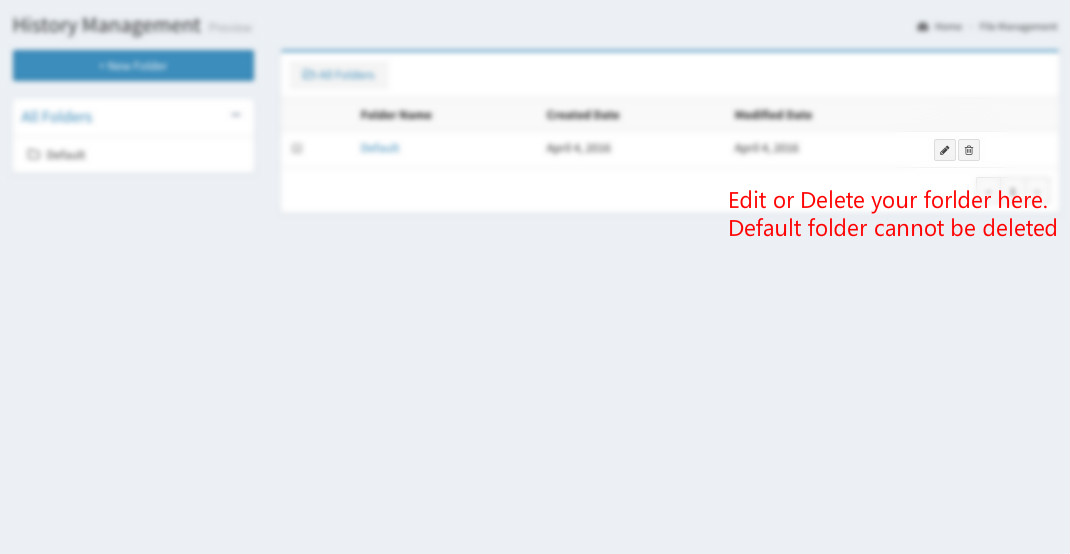 History Management Preview
Home File Management
+ New Folder
All Folders
All Folders
Folder Name Created Date Modified Date
Default
Default April 4, 2016 April 4, 2016
Edit or Delete your forlder here.
Default folder cannot be deleted